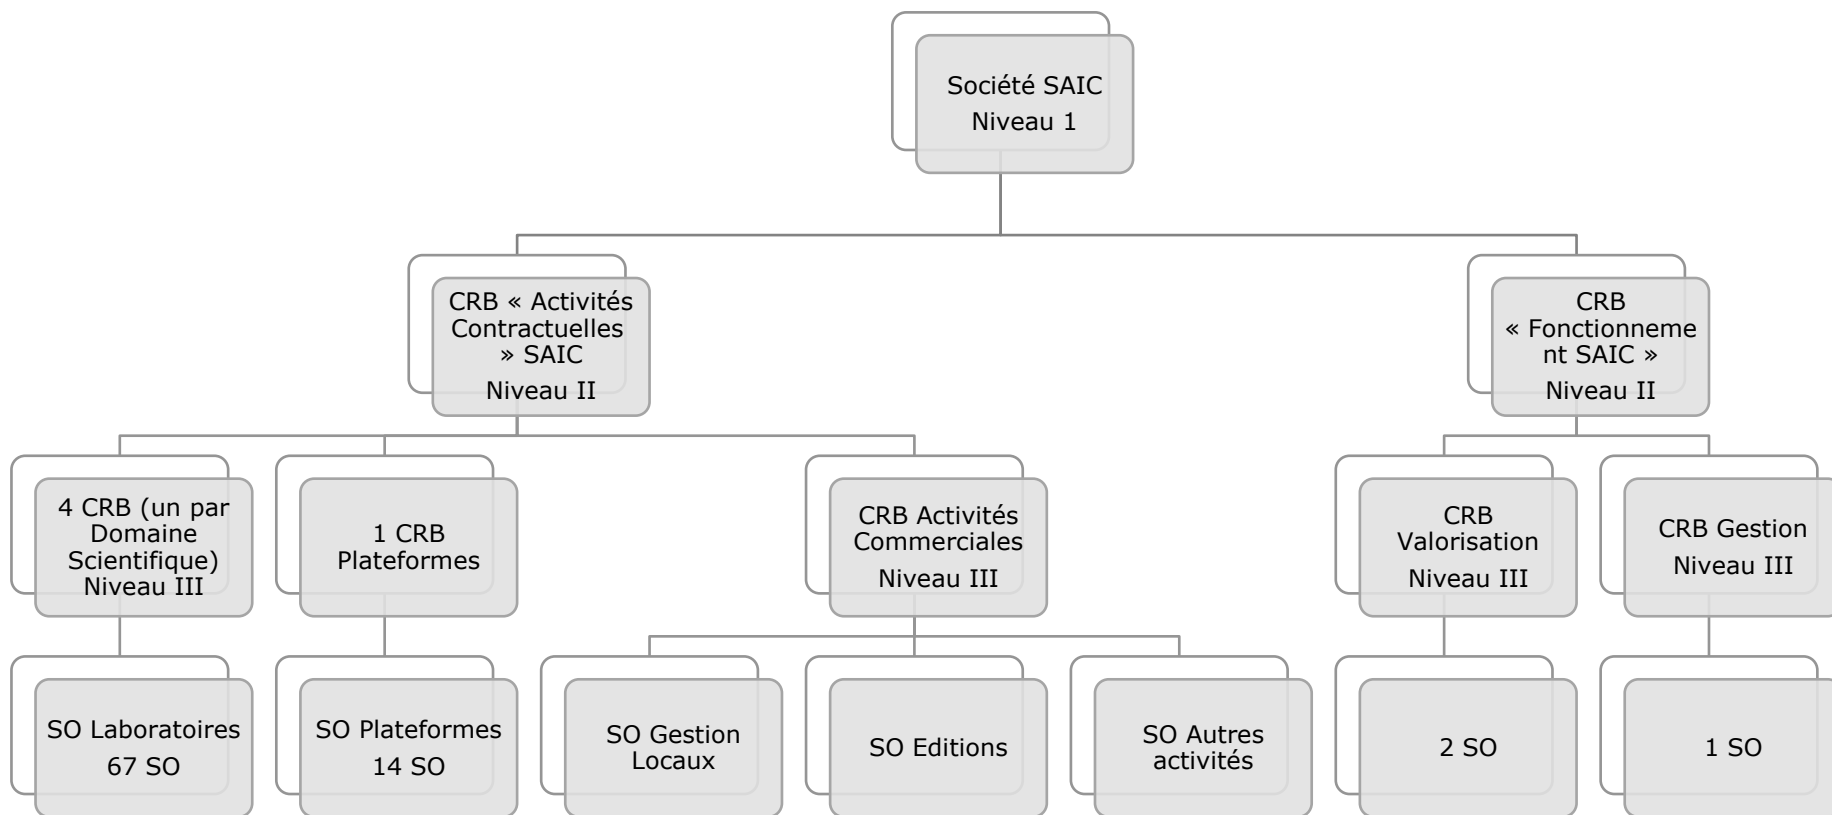 Société SAIC
Niveau 1
CRB « Activités
Contractuelles
» SAIC
Niveau II
CRB
« Fonctionneme
nt SAIC »
Niveau II
4 CRB (un par
Domaine
Scientifique)
Niveau III
1 CRB
Plateformes
CRB Activités
Commerciales
Niveau III
CRB
Valorisation
Niveau III
CRB Gestion
Niveau III
SO Laboratoires
67 SO
SO Plateformes
14 SO
SO Gestion
Locaux
SO Editions
SO Autres
activités
2 SO
1 SO